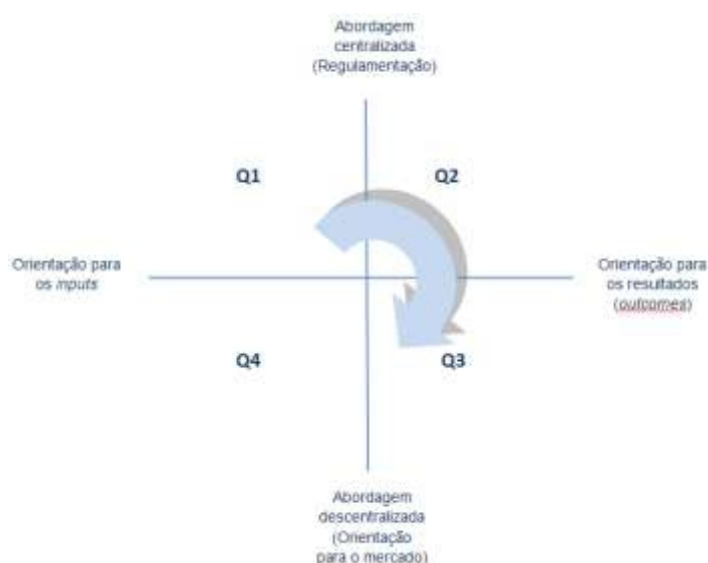 Abordagem
centralizada
(Regulamentação)
Q1
Q2
Orientação para
os inputs
Orientação para
os resultados
(outcomes)
Q4
Q3
Abordagem
descentralizada
(Orientação
para o mercado)